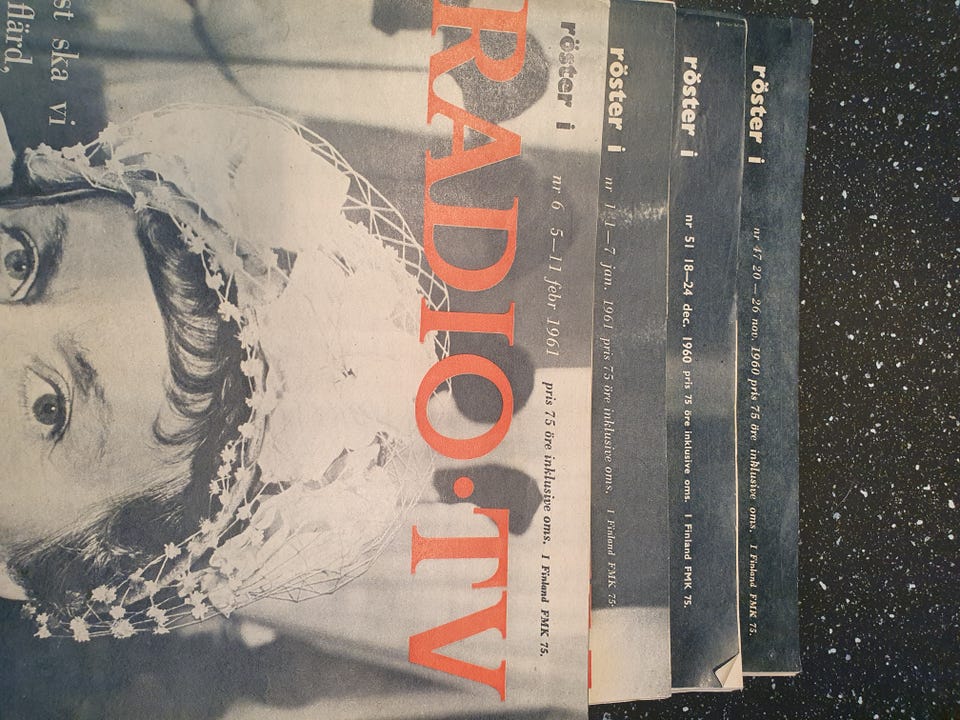 röster i
nr 47 20 — 26 nov. 1960 pris 75 öre inklusive oms. I Finland FMK 75.
röster i
nr 51 18—24 dec. 1960 pris 75 öre inklusive oms. I Finland FMK 75.
röster i
nr 1 1—7 jan. 1961 pris 75 öre inklusive oms. I Finland FMK 75.
röster i
nr 6 5—11 febr 1961 pris 75 öre inklusive oms. I Finland FMK 75.
RADIO•TV
st ska vi
flärd,